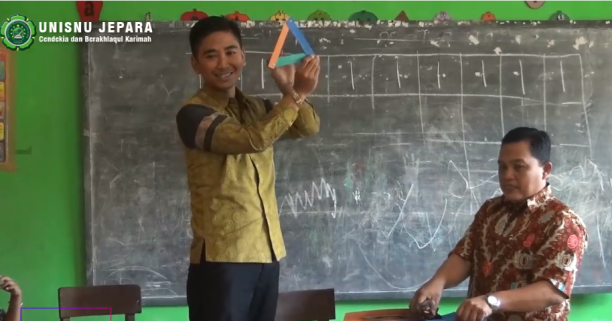 UNISNU JEPARA
Cendekia dan Berakhlaqul Karimah